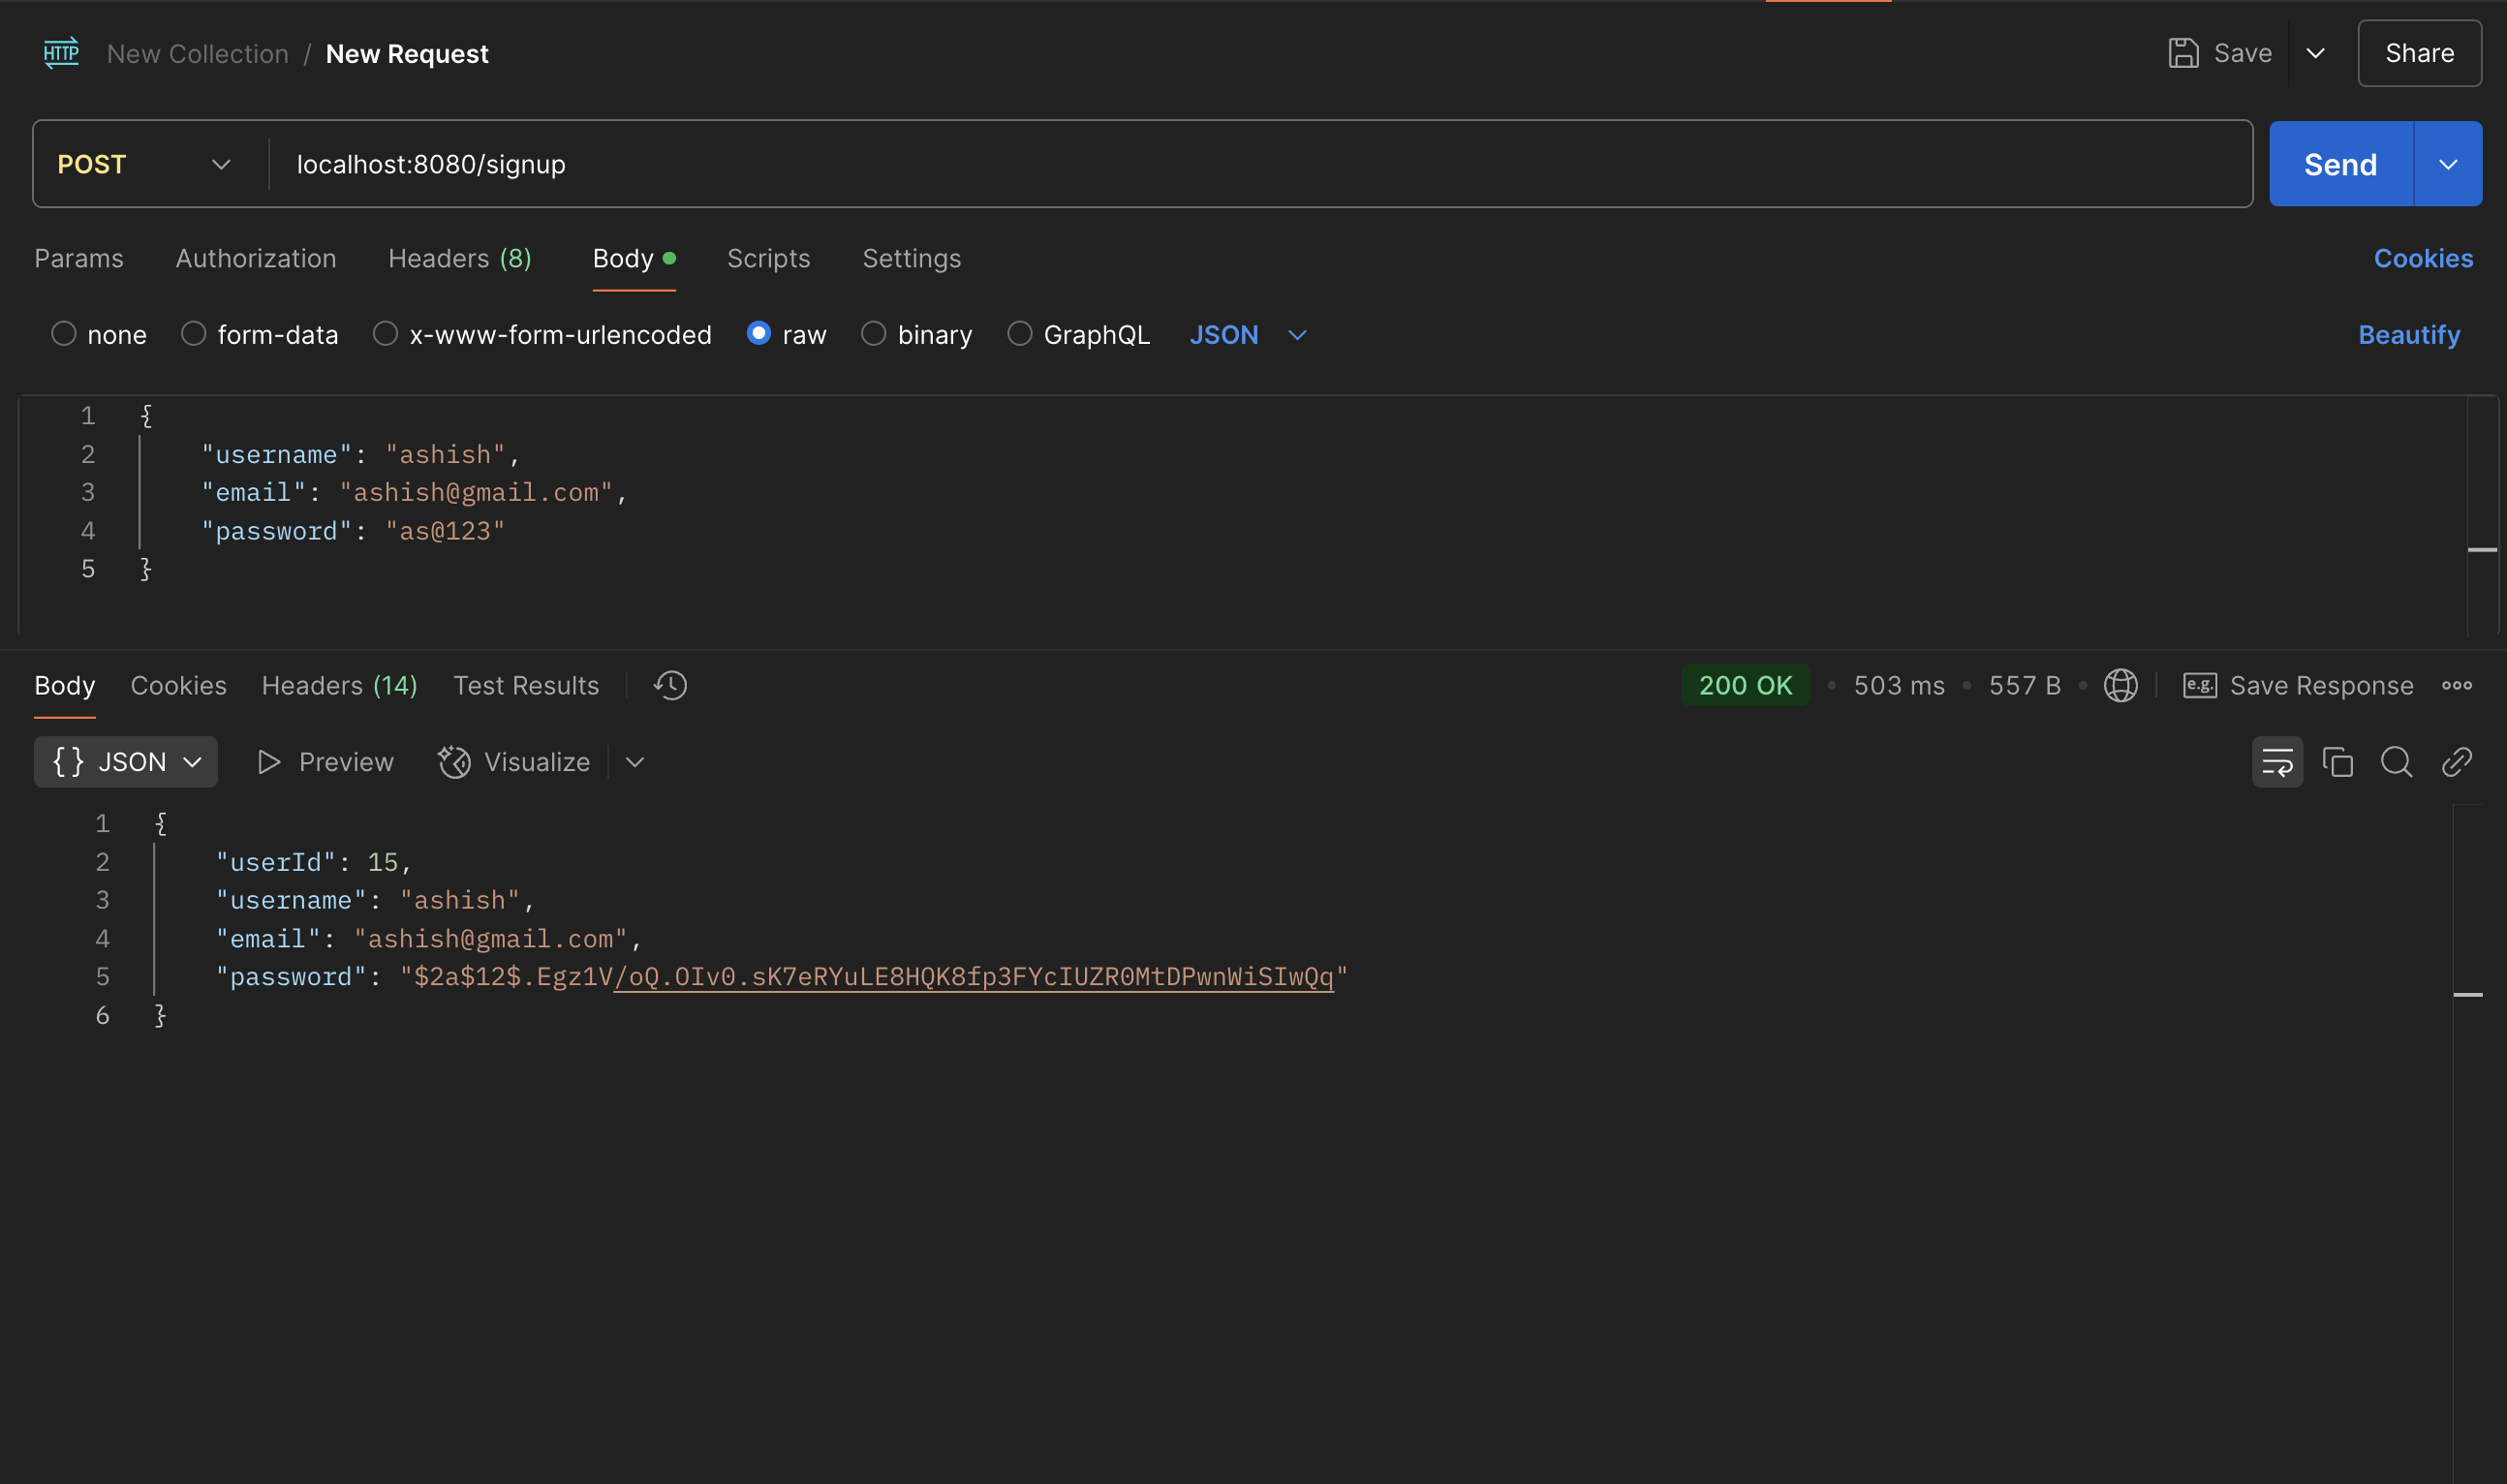 HTTP New Collection / New Request Save Share
POST localhost:8080/signup Send
Params Authorization Headers (8) Body Scripts Settings Cookies
none form-data x-www-form-urlencoded raw binary GraphQL JSON Beautify
1 {
2 "username": "ashish",
3 "email": "ashish@gmail.com",
4 "password": "as@123"
5 }
Body Cookies Headers (14) Test Results 200 OK • 503 ms • 557 B • e.g. Save Response
{} JSON Preview Visualize
1 {
2 "userId": 15,
3 "username": "ashish",
4 "email": "ashish@gmail.com",
5 "password": "$2a$12$.Egz1V/oQ.OIv0.sK7eRYuLE8HQK8fp3FYcIUZR0MtDPwnWiSIwQq"
6 }